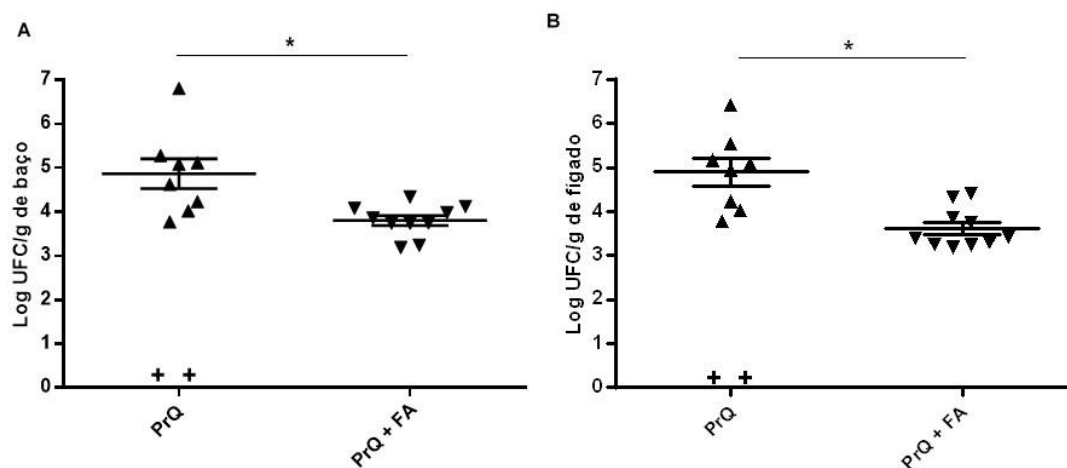 A
*
7
6
5
4
3
2
1
0
Log UFC/g de baço
+ +
PrQ
PrQ + FA
B
*
7
6
5
4
3
2
1
0
Log UFC/g de fígado
+ +
PrQ
PrQ + FA